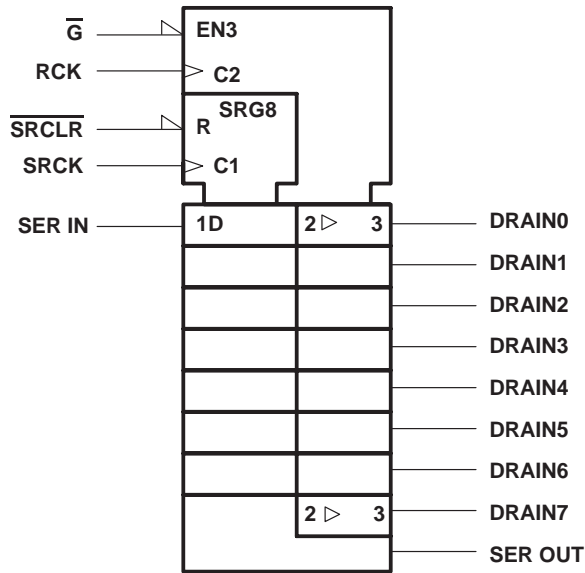 G̅ EN3
RCK C2
SRG8
S̅R̅C̅L̅R̅ R
SRCK C1
SER IN 1D 2 3 DRAIN0
DRAIN1
DRAIN2
DRAIN3
DRAIN4
DRAIN5
DRAIN6
2 3 DRAIN7
SER OUT